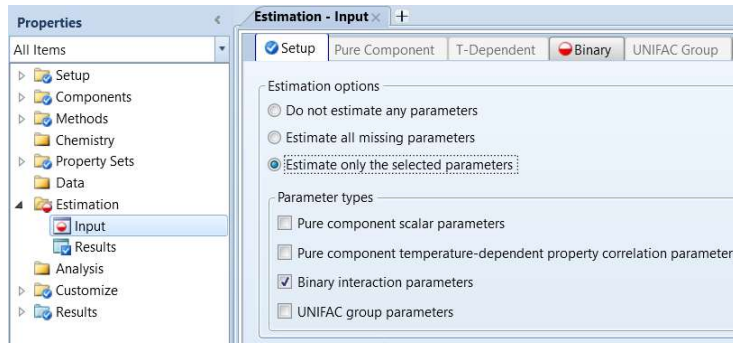 Properties
All Items
Setup
Components
Methods
Chemistry
Property Sets
Data
Estimation
Input
Results
Analysis
Customize
Results
Estimation - Input
Setup Pure Component T-Dependent Binary UNIFAC Group
Estimation options
Do not estimate any parameters
Estimate all missing parameters
Estimate only the selected parameters
Parameter types
Pure component scalar parameters
Pure component temperature-dependent property correlation parameter
Binary interaction parameters
UNIFAC group parameters